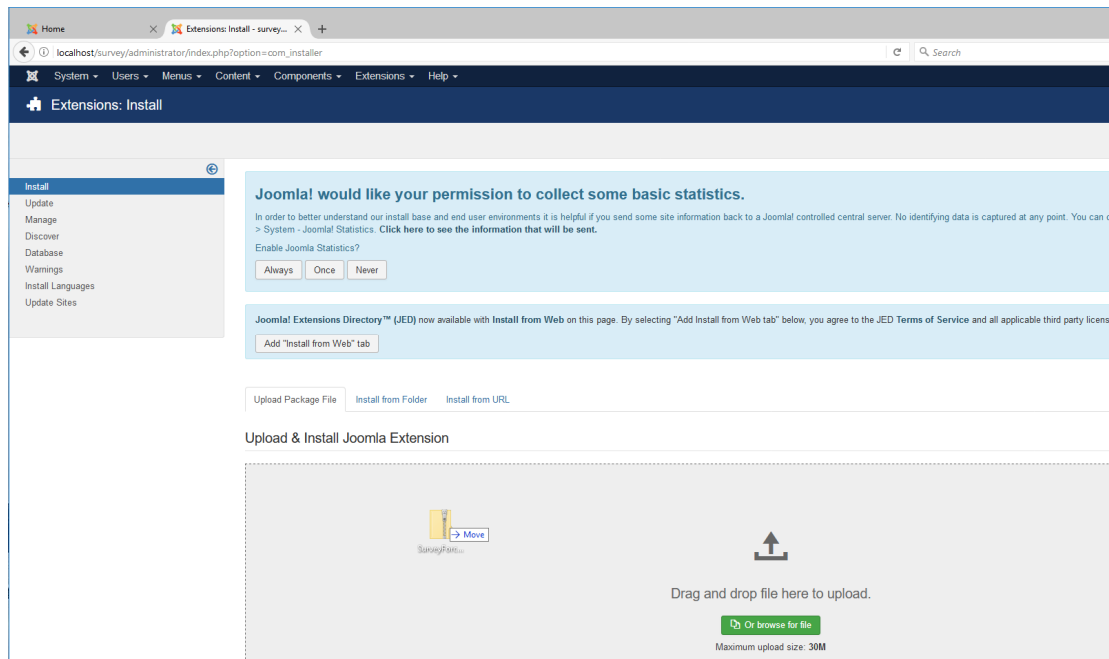 Home
Extensions: Install - survey...
localhost/survey/administrator/index.php?option=com_installer
Search
System Users Menus Content Components Extensions Help
Extensions: Install
Install
Update
Manage
Discover
Database
Warnings
Install Languages
Update Sites
Joomla! would like your permission to collect some basic statistics.
In order to better understand our install base and end user environments it is helpful if you send some site information back to a Joomla! controlled central server. No identifying data is captured at any point. You can
> System - Joomla! Statistics. Click here to see the information that will be sent.
Enable Joomla Statistics?
Always Once Never
Joomla! Extensions Directory™ (JED) now available with Install from Web on this page. By selecting "Add Install from Web tab" below, you agree to the JED Terms of Service and all applicable third party licens
Add "Install from Web" tab
Upload Package File Install from Folder Install from URL
Upload & Install Joomla Extension
Move
SurveyForc...
Drag and drop file here to upload.
Or browse for file
Maximum upload size: 30M